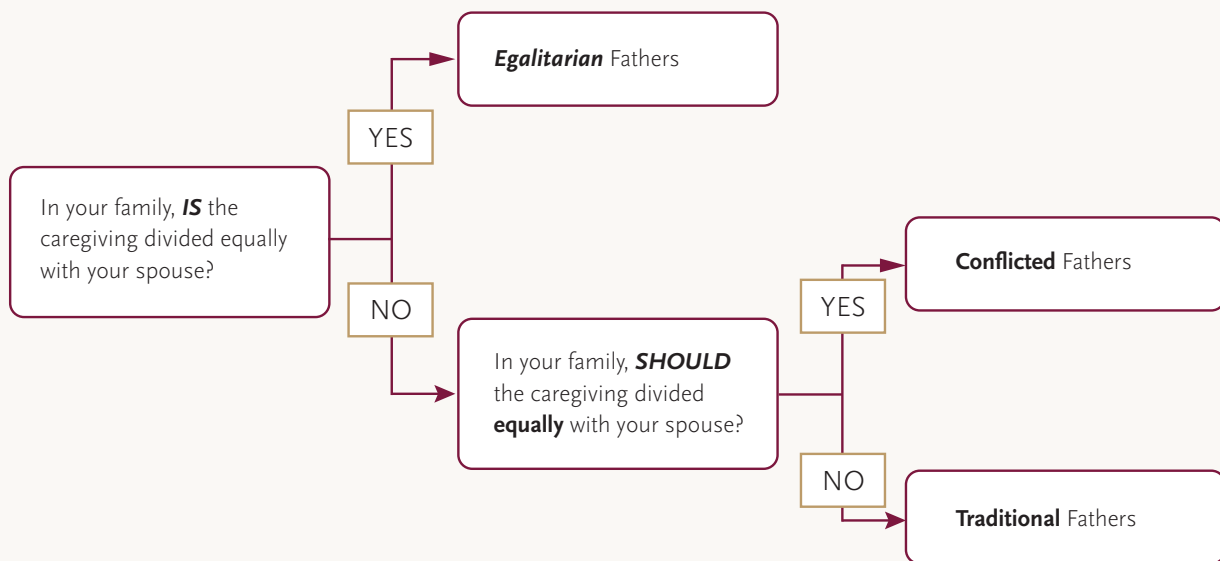 Egalitarian Fathers
YES
In your family, IS the
caregiving divided equally
with your spouse?
NO
Conflicted Fathers
YES
In your family, SHOULD
the caregiving divided
equally with your spouse?
NO
Traditional Fathers